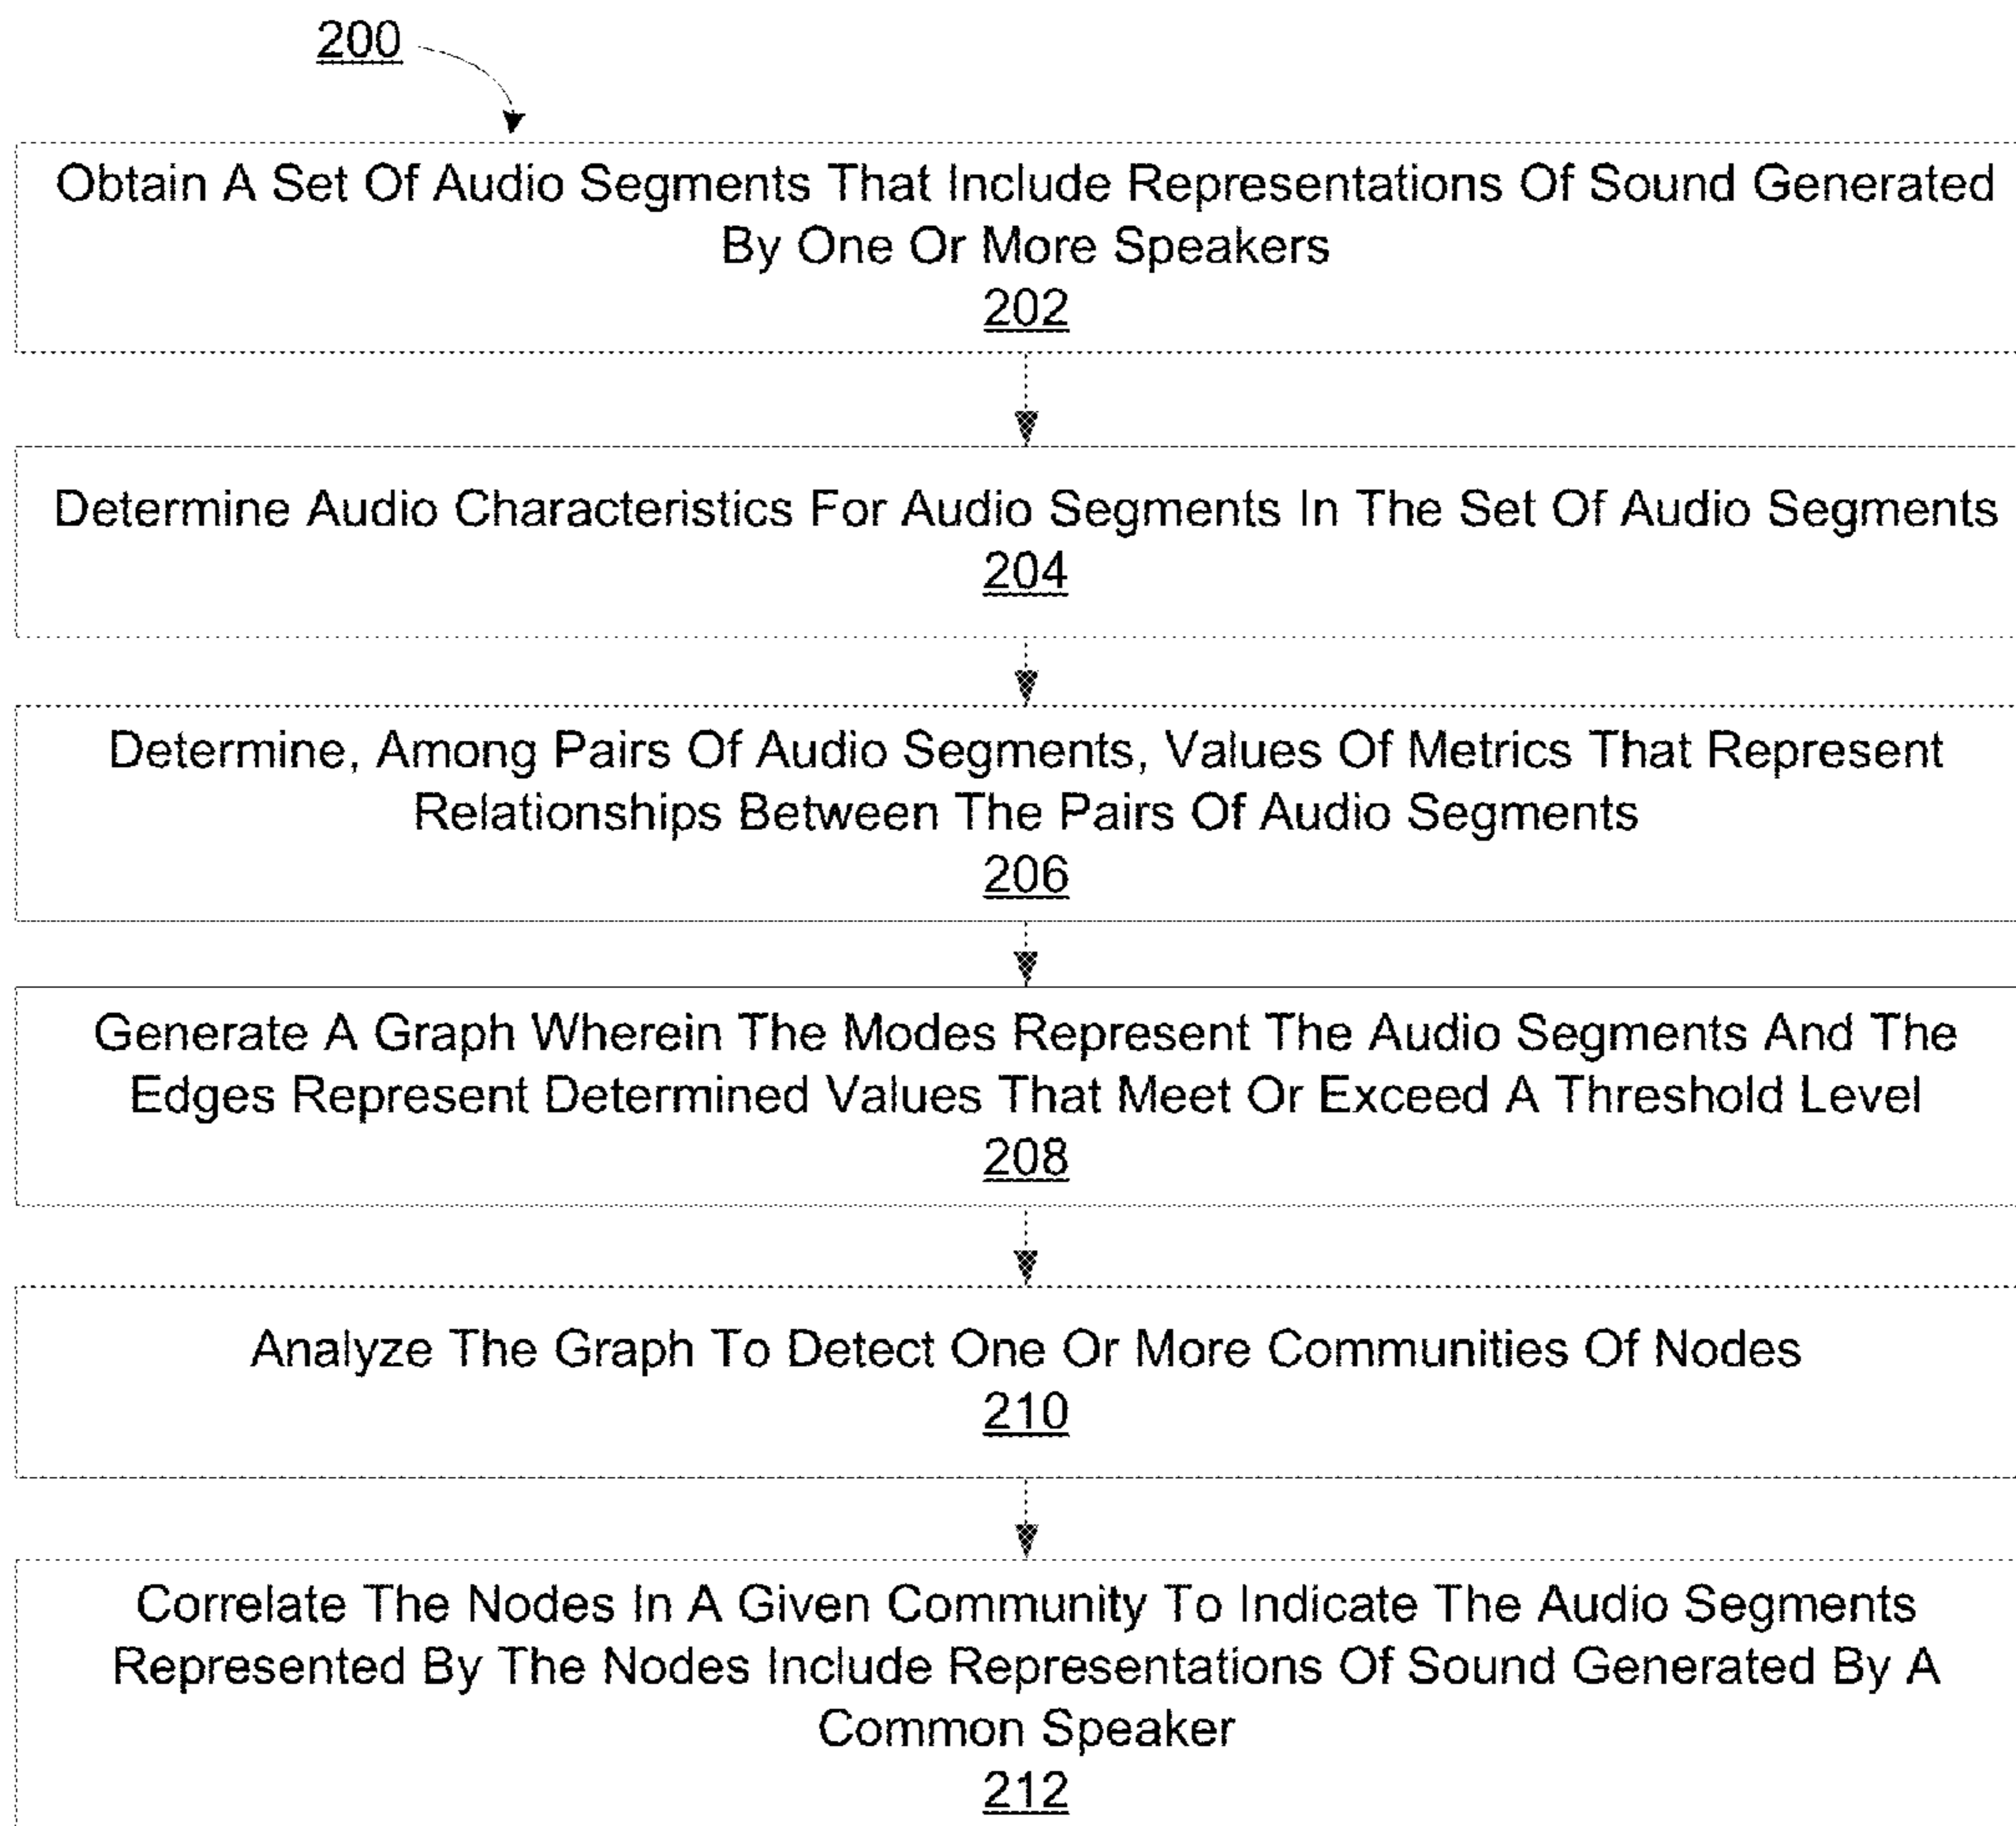 200
Obtain A Set Of Audio Segments That Include Representations Of Sound Generated
By One Or More Speakers
202
Determine Audio Characteristics For Audio Segments In The Set Of Audio Segments
204
Determine, Among Pairs Of Audio Segments, Values Of Metrics That Represent
Relationships Between The Pairs Of Audio Segments
206
Generate A Graph Wherein The Modes Represent The Audio Segments And The
Edges Represent Determined Values That Meet Or Exceed A Threshold Level
208
Analyze The Graph To Detect One Or More Communities Of Nodes
210
Correlate The Nodes In A Given Community To Indicate The Audio Segments
Represented By The Nodes Include Representations Of Sound Generated By A
Common Speaker
212